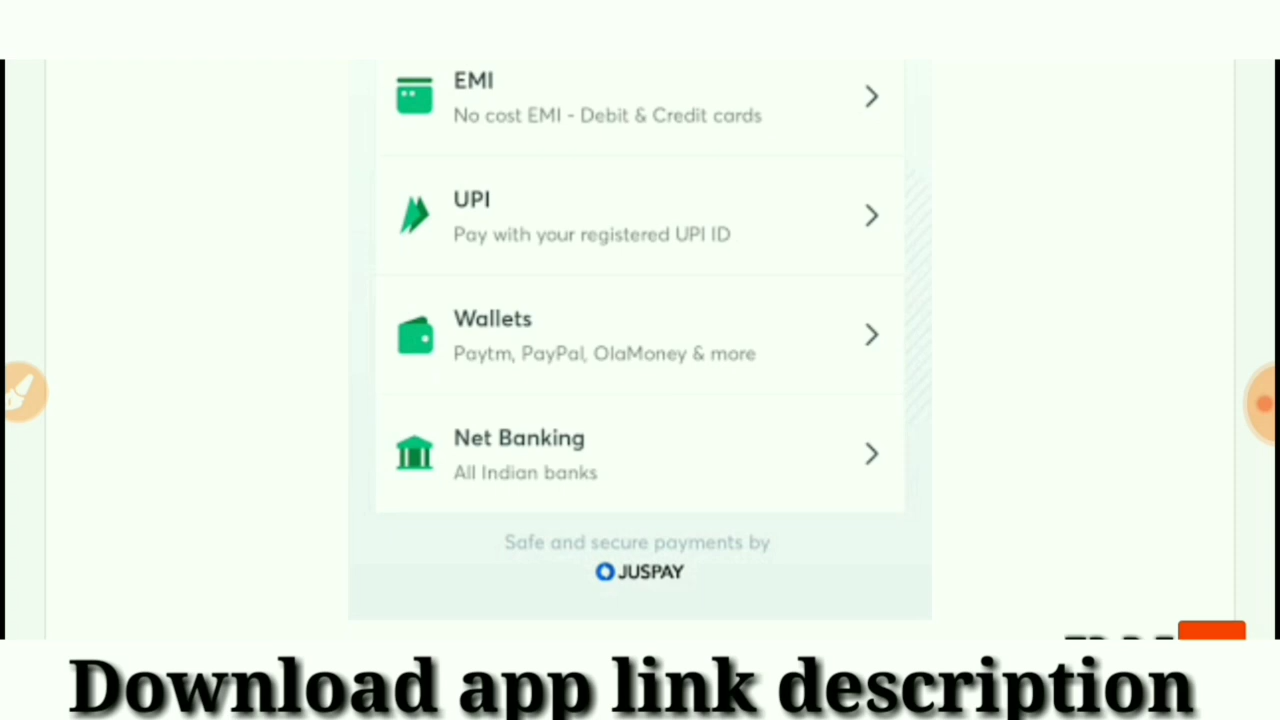 EMI
No cost EMI - Debit & Credit cards
UPI
Pay with your registered UPI ID
Wallets
Paytm, PayPal, OlaMoney & more
Net Banking
All Indian banks
Safe and secure payments by
JUSPAY
Download app link description